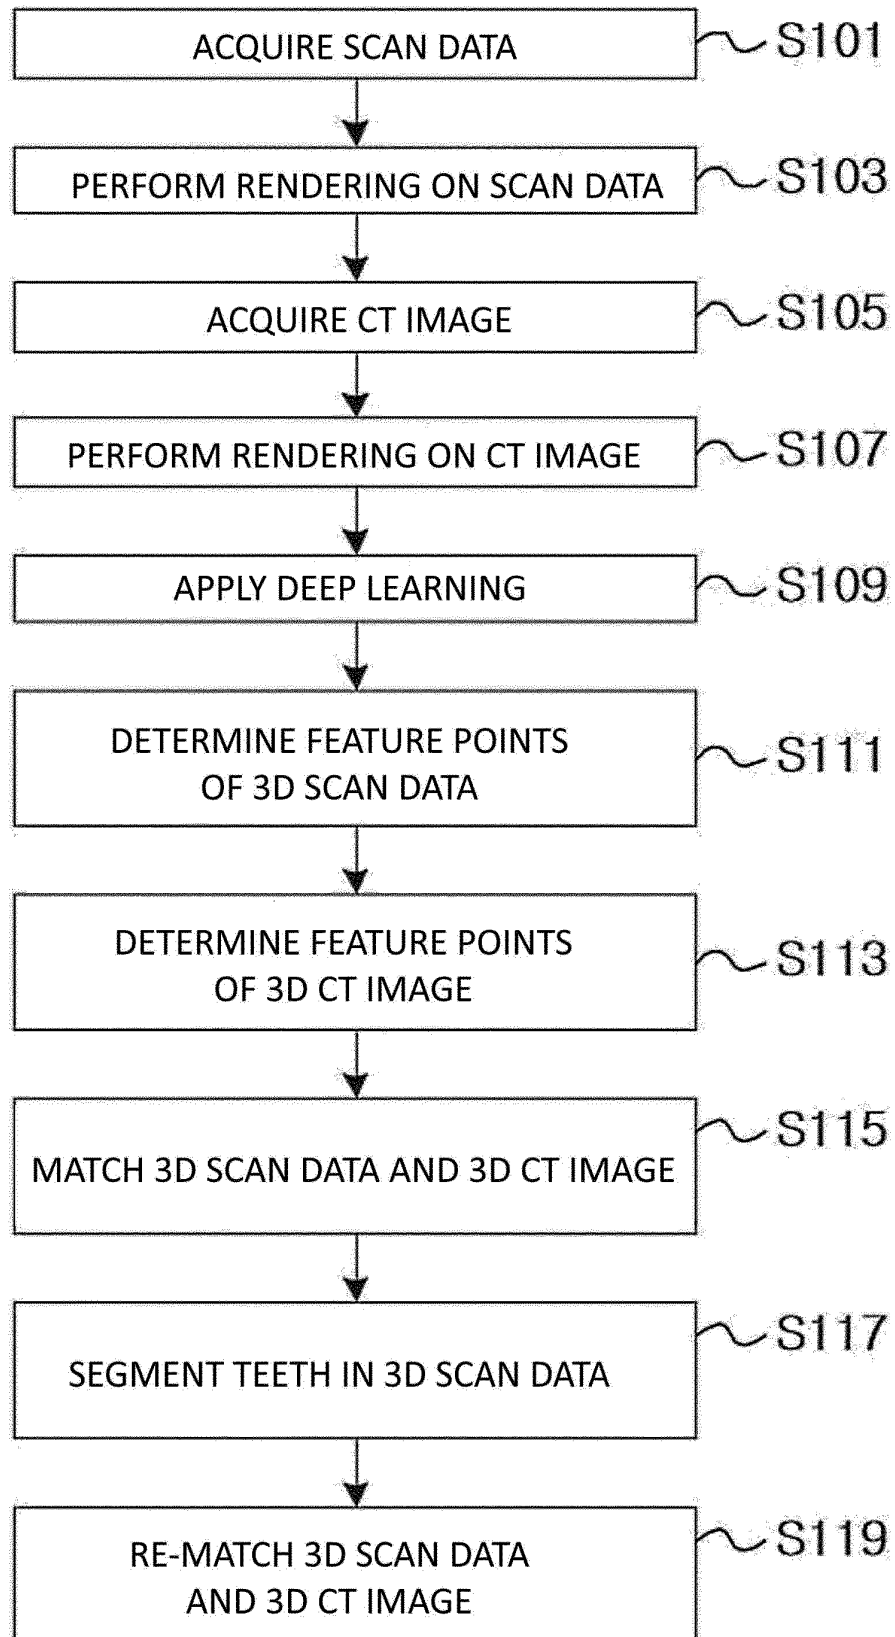 ACQUIRE SCAN DATA
S101
PERFORM RENDERING ON SCAN DATA
S103
ACQUIRE CT IMAGE
S105
PERFORM RENDERING ON CT IMAGE
S107
APPLY DEEP LEARNING
S109
DETERMINE FEATURE POINTS
OF 3D SCAN DATA
S111
DETERMINE FEATURE POINTS
OF 3D CT IMAGE
S113
MATCH 3D SCAN DATA AND 3D CT IMAGE
S115
SEGMENT TEETH IN 3D SCAN DATA
S117
RE-MATCH 3D SCAN DATA
AND 3D CT IMAGE
S119